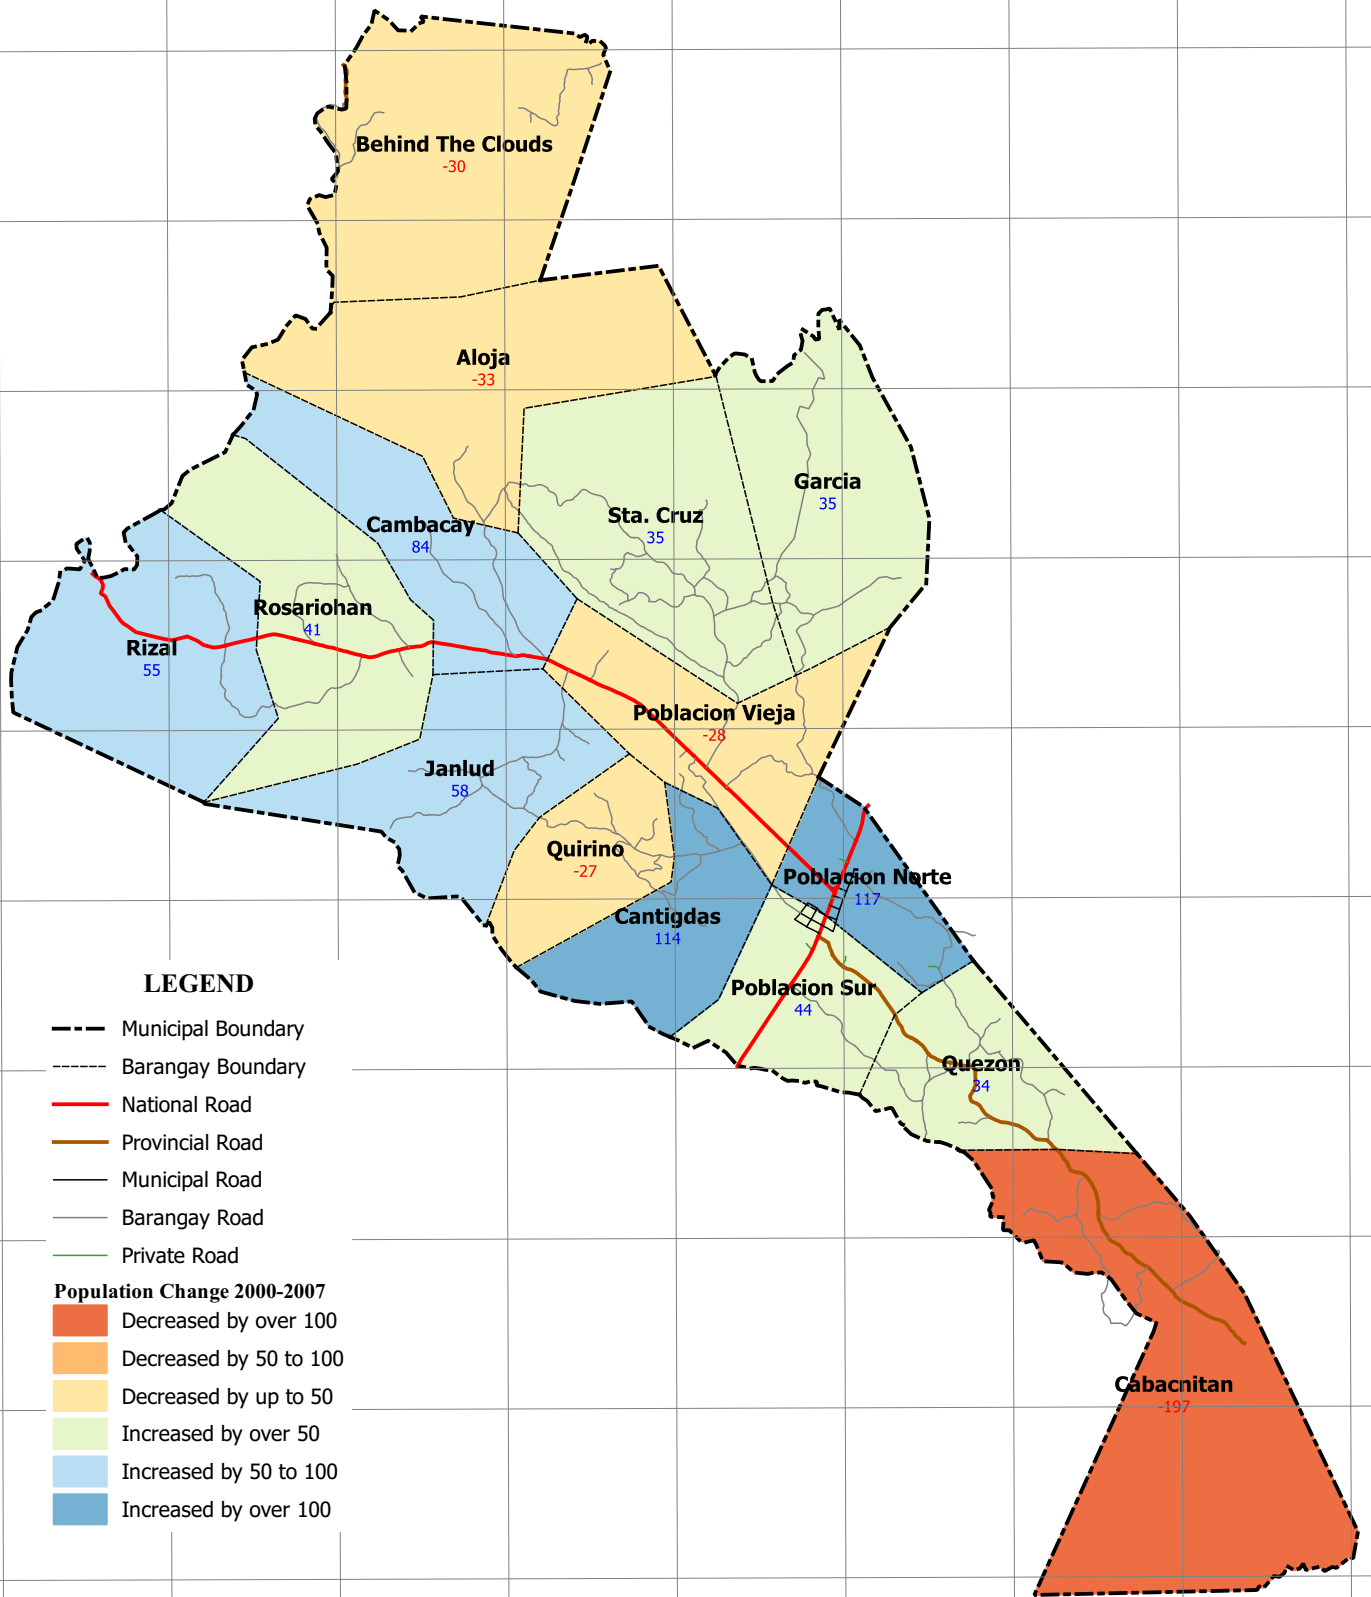 Behind The Clouds
-30
Aloja
-33
Garcia
35
Sta. Cruz
35
Cambacay
84
Rosariohan
41
Rizal
55
Poblacion Vieja
-28
Janlud
58
Quirino
-27
Poblacion Norte
117
Cantigdas
114
Poblacion Sur
44
Quezon
34
Cabacnitan
-197
LEGEND
Municipal Boundary
Barangay Boundary
National Road
Provincial Road
Municipal Road
Barangay Road
Private Road
Population Change 2000-2007
Decreased by over 100
Decreased by 50 to 100
Decreased by up to 50
Increased by over 50
Increased by 50 to 100
Increased by over 100